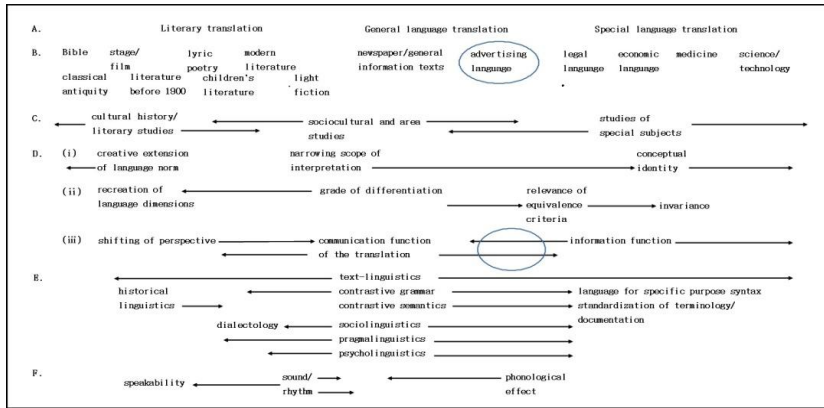 A. Literary translation General language translation Special language translation
B. Bible stage/ lyric modern newspaper/general advertising legal economic medicine science/
film poetry literature information texts language language language technology
classical literature children's light
antiquity before 1900 literature fiction
C. cultural history/ sociocultural and area studies of
literary studies studies special subjects
D. (i) creative extension narrowing scope of conceptual
of language norm interpretation identity
(ii) recreation of grade of differentiation relevance of
language dimensions equivalence invariance
criteria
(iii) shifting of perspective communication function information function
of the translation
E. text-linguistics
historical contrastive grammar language for specific purpose syntax
linguistics contrastive semantics standardization of terminology/
documentation
dialectology sociolinguistics
pragmalinguistics
psycholinguistics
F. speakability sound/ phonological
rhythm effect